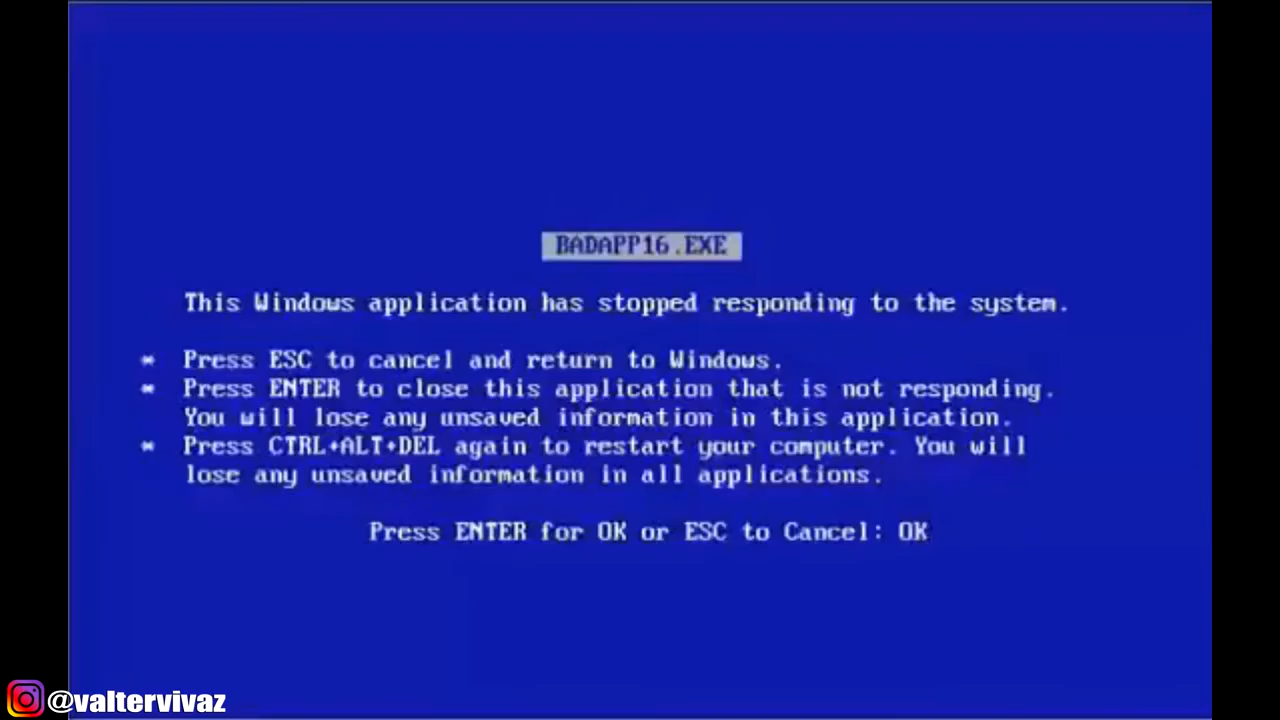 BADAPP16.EXE
This Windows application has stopped responding to the system.
* Press ESC to cancel and return to Windows.
* Press ENTER to close this application that is not responding.
You will lose any unsaved information in this application.
* Press CTRL+ALT+DEL again to restart your computer. You will
lose any unsaved information in all applications.
Press ENTER for OK or ESC to Cancel: OK
@valtervivaz